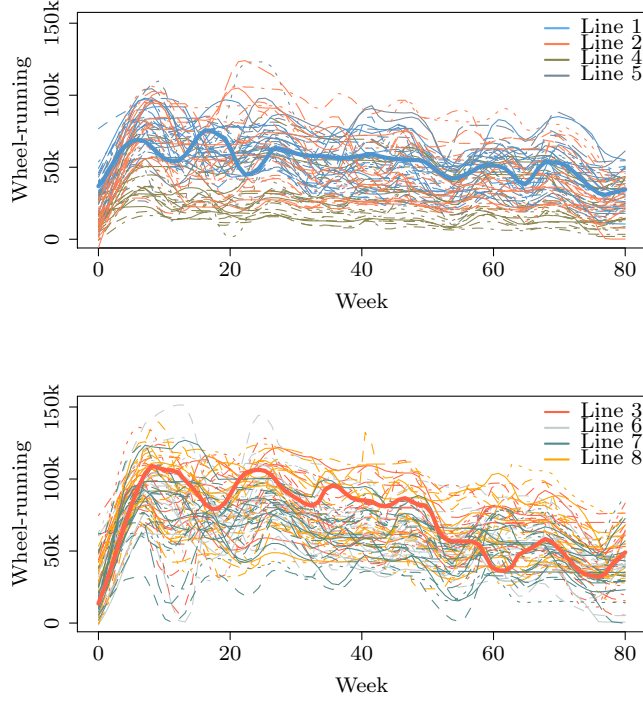 150k
100k
50k
0
Wheel-running
Line 1
Line 2
Line 4
Line 5
0 20 40 60 80
Week
150k
100k
50k
0
Wheel-running
Line 3
Line 6
Line 7
Line 8
0 20 40 60 80
Week